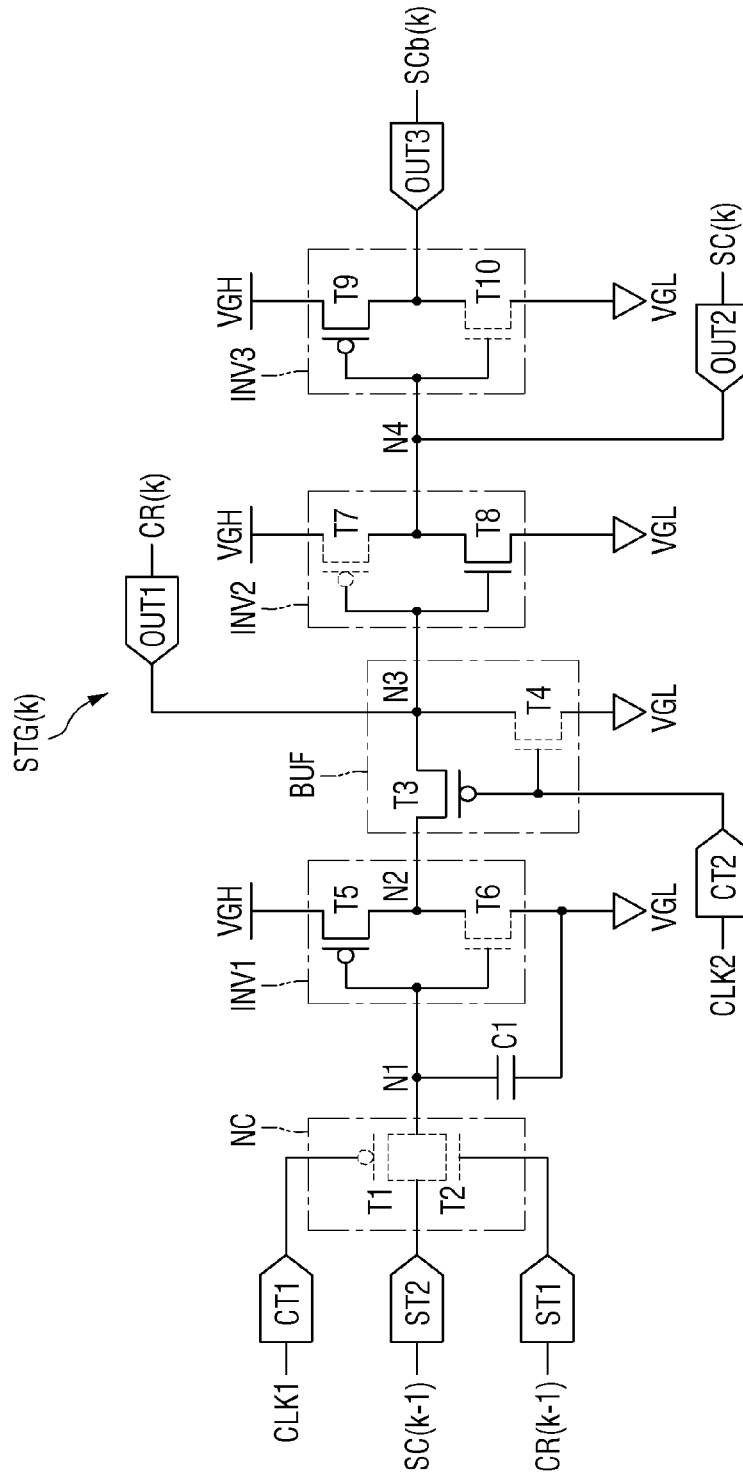 STG(k)
CLK1
CT1
SC(k-1)
ST2
CR(k-1)
ST1
NC
T1
T2
N1
C1
INV1
VGH
T5
T6
VGL
N2
BUF
T3
T4
VGL
N3
CLK2
CT2
OUT1
CR(k)
INV2
VGH
T7
T8
VGL
N4
INV3
VGH
T9
T10
VGL
OUT2
SC(k)
OUT3
SCb(k)